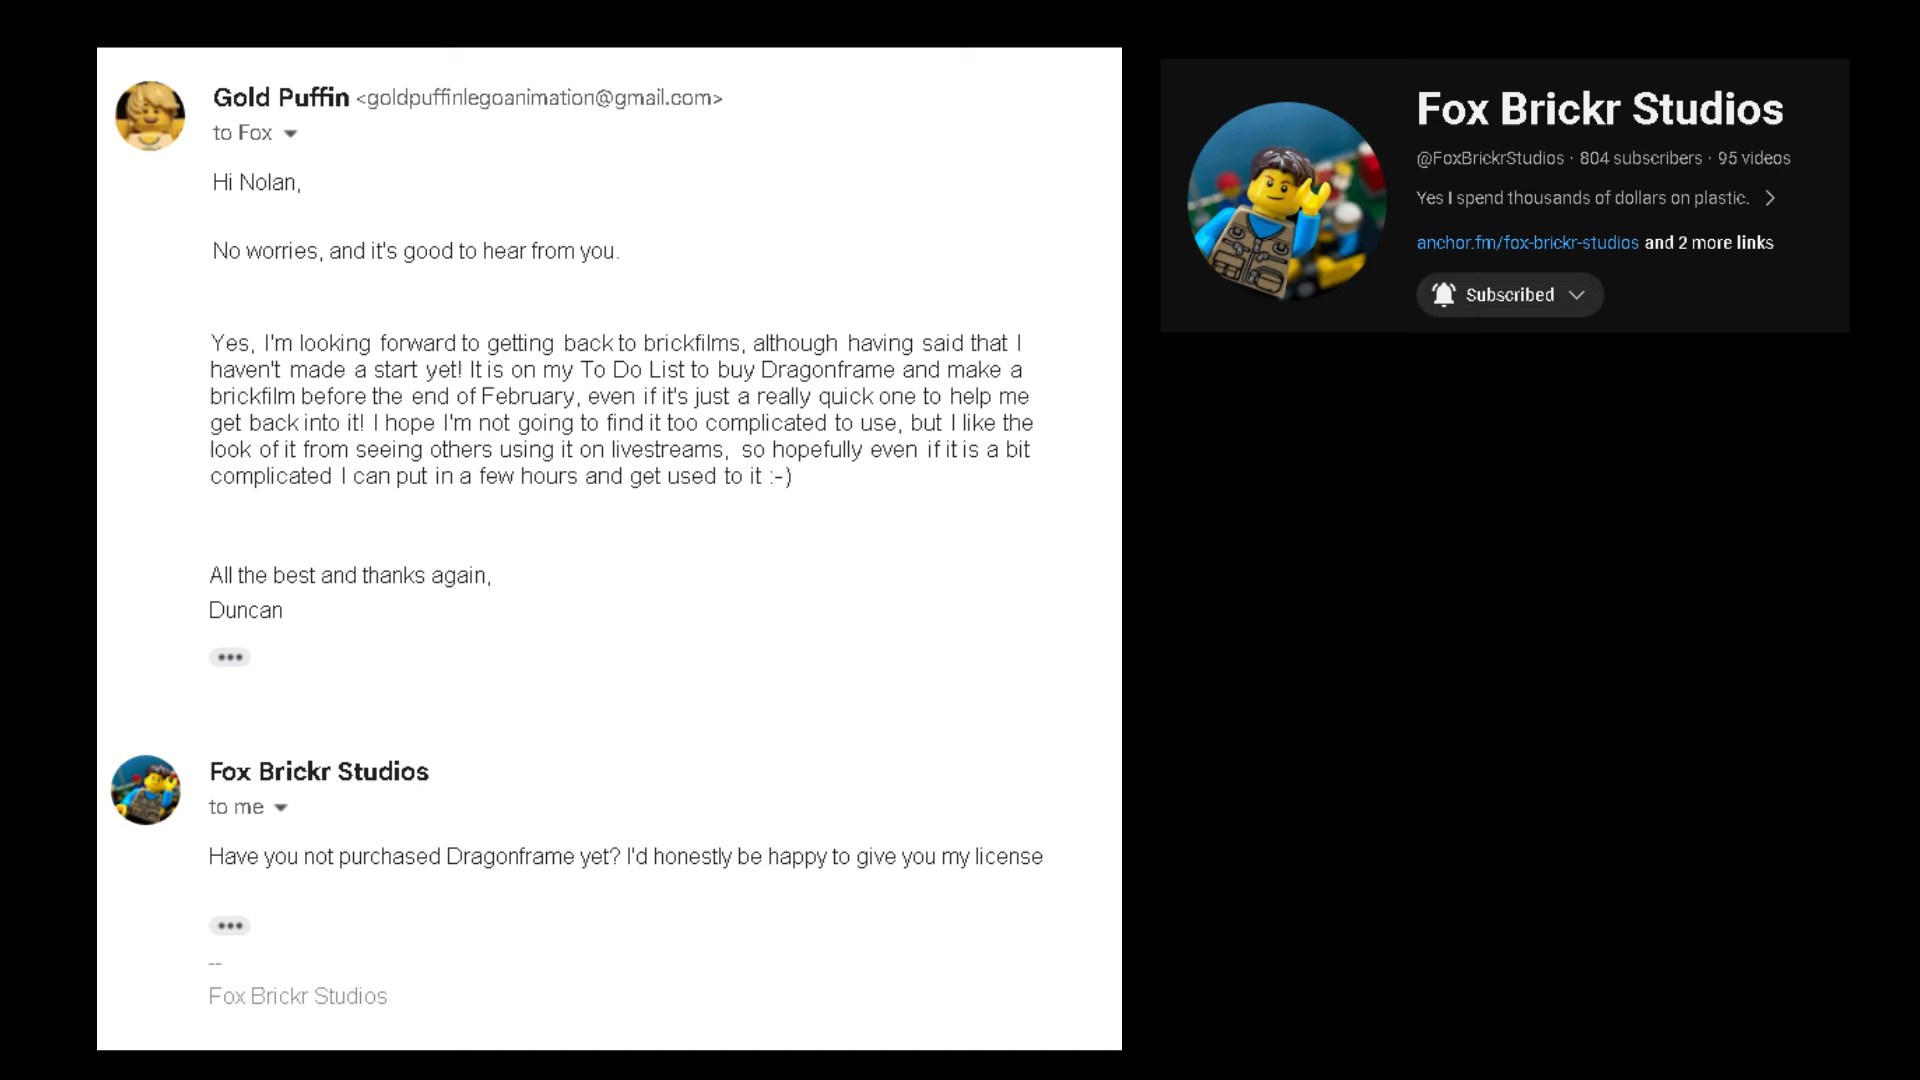 Gold Puffin <goldpuffinlegoanimation@gmail.com>
to Fox
Hi Nolan,
No worries, and it's good to hear from you.
Yes, I'm looking forward to getting back to brickfilms, although having said that I
haven't made a start yet! It is on my To Do List to buy Dragonframe and make a
brickfilm before the end of February, even if it's just a really quick one to help me
get back into it! I hope I'm not going to find it too complicated to use, but I like the
look of it from seeing others using it on livestreams, so hopefully even if it is a bit
complicated I can put in a few hours and get used to it :-)
All the best and thanks again,
Duncan
Fox Brickr Studios
to me
Have you not purchased Dragonframe yet? I'd honestly be happy to give you my license
--
Fox Brickr Studios
Fox Brickr Studios
@FoxBrickrStudios · 804 subscribers · 95 videos
Yes I spend thousands of dollars on plastic.
anchor.fm/fox-brickr-studios and 2 more links
Subscribed